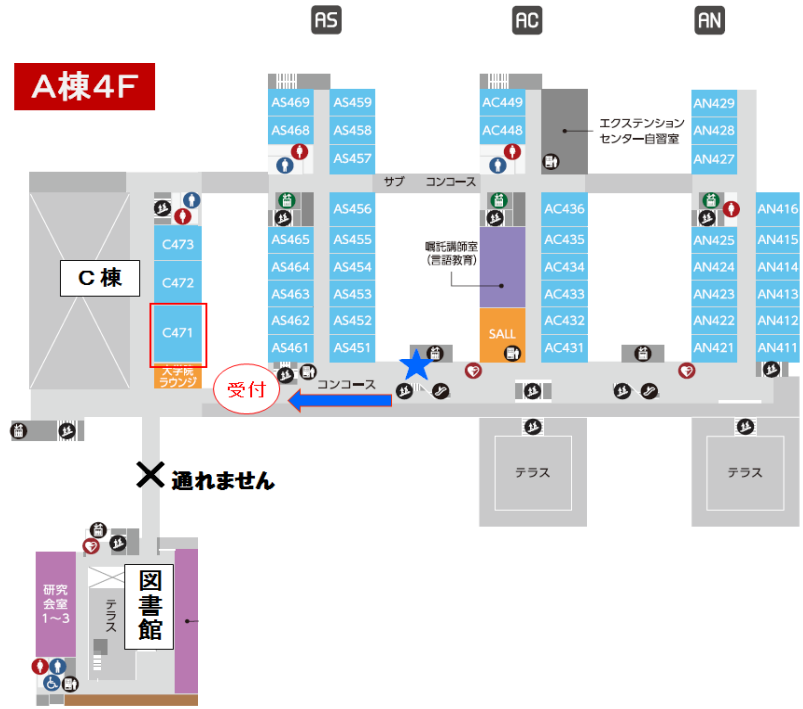 AS
AC
AN
A棟4F
AS469
AS459
AS468
AS458
AS457
AC449
AC448
エクステンション
センター自習室
AN429
AN428
AN427
サブ コンコース
C棟
C473
C472
C471
大学院
ラウンジ
AS456
AS465
AS455
AS464
AS454
AS463
AS453
AS462
AS452
AS461
AS451
嘱託講師室
(言語教育)
SALL
AC436
AC435
AC434
AC433
AC432
AC431
AN416
AN425
AN415
AN424
AN414
AN423
AN413
AN422
AN412
AN421
AN411
受付
コンコース
テラス
テラス
通れません
研究
会室
1~3
テラス
図書館